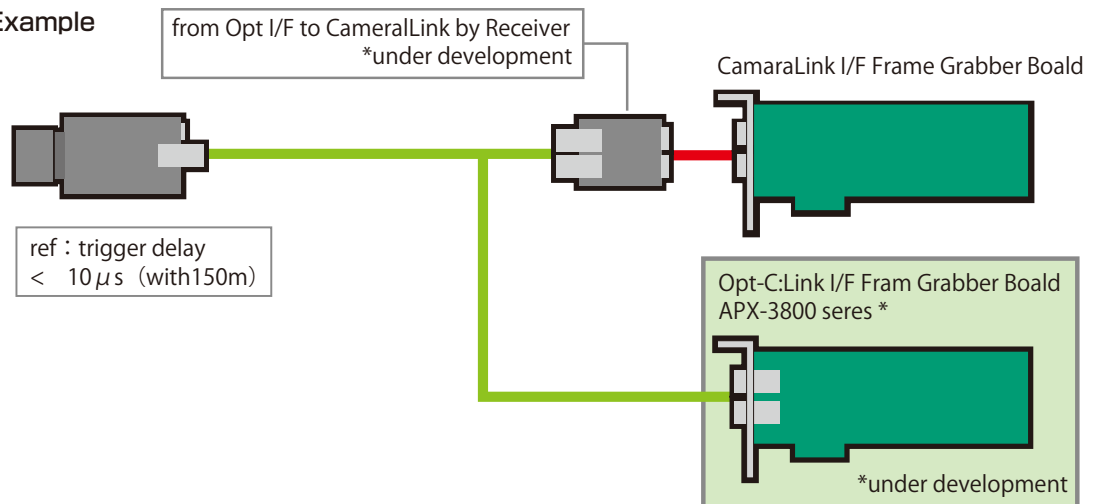 Example
from Opt I/F to CameralLink by Receiver
*under development
CamaraLink I/F Frame Grabber Boald
ref：trigger delay
<　10μs（with150m）
Opt-C:Link I/F Fram Grabber Boald
APX-3800 seres *
*under development